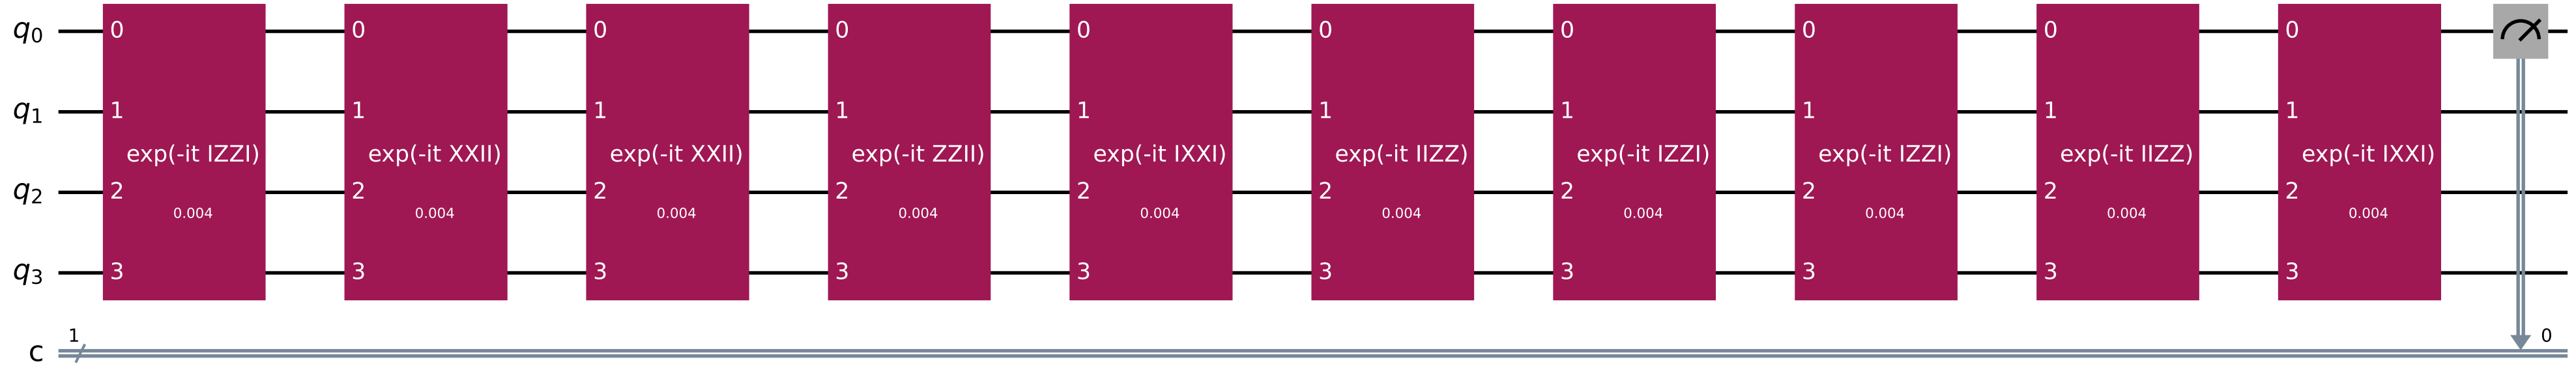 q0 0 0 0 0 0 0 0 0 0 0
q1 1 1 1 1 1 1 1 1 1 1
exp(-it IZZI) exp(-it XXII) exp(-it XXII) exp(-it ZZII) exp(-it IXXI) exp(-it IIZZ) exp(-it IZZI) exp(-it IZZI) exp(-it IIZZ) exp(-it IXXI)
q2 2 2 2 2 2 2 2 2 2 2
0.004 0.004 0.004 0.004 0.004 0.004 0.004 0.004 0.004 0.004
q3 3 3 3 3 3 3 3 3 3 3
1 0
c